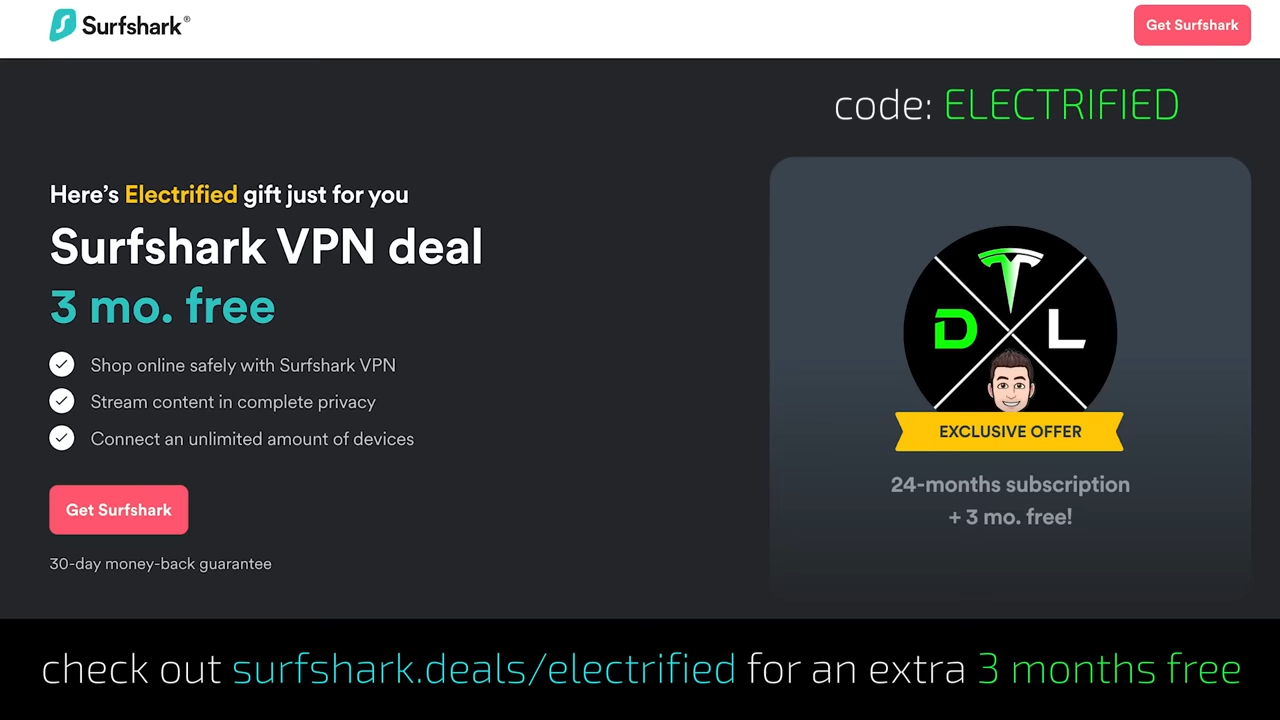 Surfshark®
Get Surfshark
code: ELECTRIFIED
Here's Electrified gift just for you
Surfshark VPN deal
3 mo. free
Shop online safely with Surfshark VPN
Stream content in complete privacy
Connect an unlimited amount of devices
Get Surfshark
30-day money-back guarantee
D L
EXCLUSIVE OFFER
24-months subscription
+ 3 mo. free!
check out surfshark.deals/electrified for an extra 3 months free